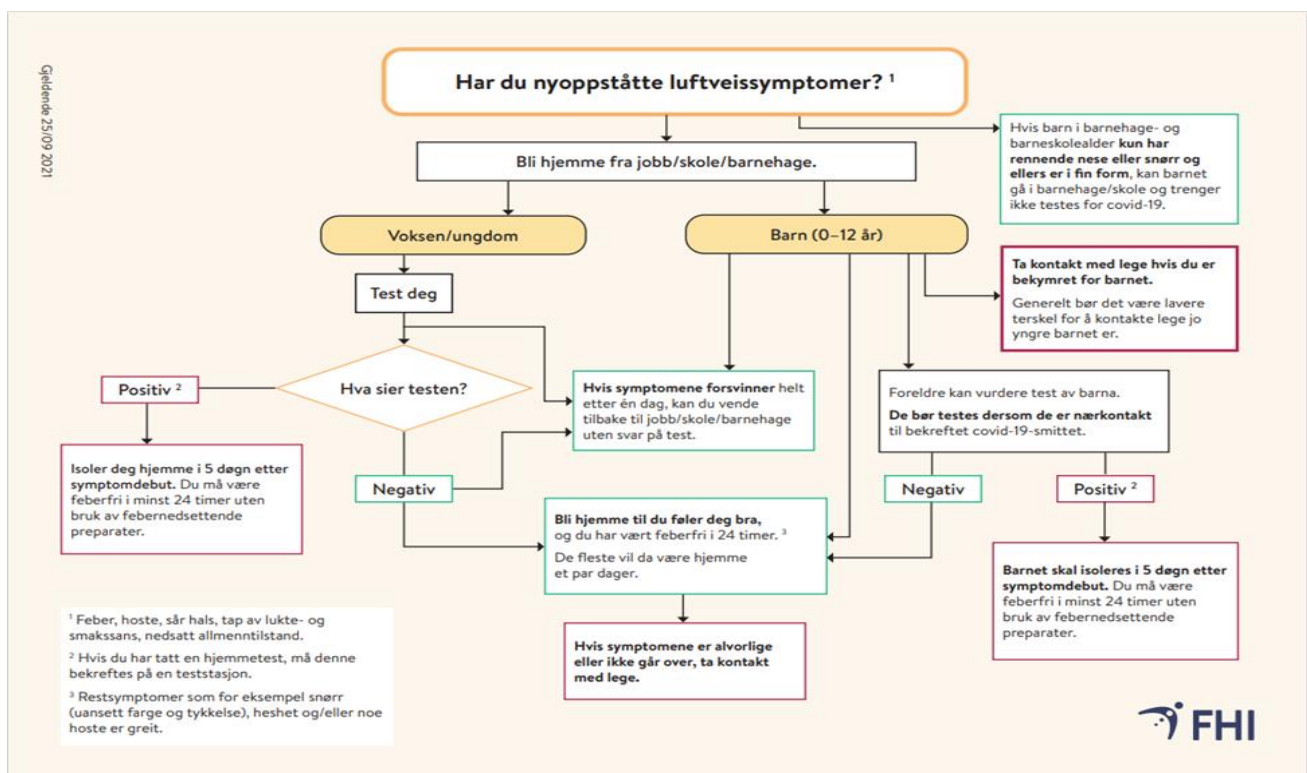 Gjeldende 25/09 2021
Har du nyoppståtte luftveissymptomer? ¹
Bli hjemme fra jobb/skole/barnehage.
Hvis barn i barnehage- og
barneskolealder kun har
rennende nese eller snørr og
ellers er i fin form, kan barnet
gå i barnehage/skole og trenger
ikke testes for covid-19.
Voksen/ungdom
Barn (0–12 år)
Ta kontakt med lege hvis du er
bekymret for barnet.
Generelt bør det være lavere
terskel for å kontakte lege jo
yngre barnet er.
Test deg
Hva sier testen?
Positiv ²
Hvis symptomene forsvinner helt
etter én dag, kan du vende
tilbake til jobb/skole/barnehage
uten svar på test.
Foreldre kan vurdere test av barna.
De bør testes dersom de er nærkontakt
til bekreftet covid-19-smittet.
Isoler deg hjemme i 5 døgn etter
symptomdebut. Du må være
feberfri i minst 24 timer uten
bruk av febernedsettende
preparater.
Negativ
Negativ
Positiv ²
Bli hjemme til du føler deg bra,
og du har vært feberfri i 24 timer. ³
De fleste vil da være hjemme
et par dager.
Barnet skal isoleres i 5 døgn etter
symptomdebut. Du må være
feberfri i minst 24 timer uten
bruk av febernedsettende
preparater.
Hvis symptomene er alvorlige
eller ikke går over, ta kontakt
med lege.
¹ Feber, hoste, sår hals, tap av lukte- og
smakssans, nedsatt allmenntilstand.
² Hvis du har tatt en hjemmetest, må denne
bekreftes på en teststasjon.
³ Restsymptomer som for eksempel snørr
(uansett farge og tykkelse), heshet og/eller noe
hoste er greit.
FHI